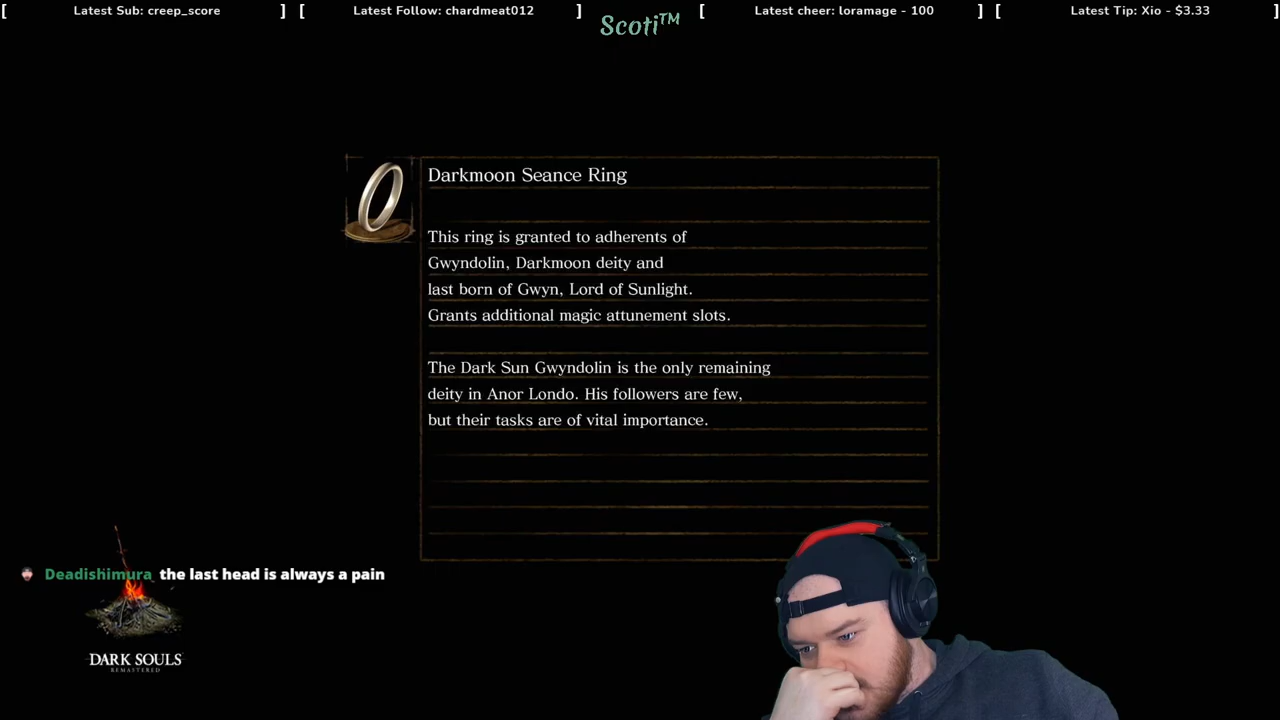 [ Latest Sub: creep_score ] [ Latest Follow: chardmeat012 ] [ Latest cheer: loramage - 100 ] [ Latest Tip: Xio - $3.33 ]
Scoti™
Darkmoon Seance Ring
This ring is granted to adherents of
Gwyndolin, Darkmoon deity and
last born of Gwyn, Lord of Sunlight.
Grants additional magic attunement slots.
The Dark Sun Gwyndolin is the only remaining
deity in Anor Londo. His followers are few,
but their tasks are of vital importance.
Deadishimura the last head is always a pain
DARK SOULS
REMASTERED